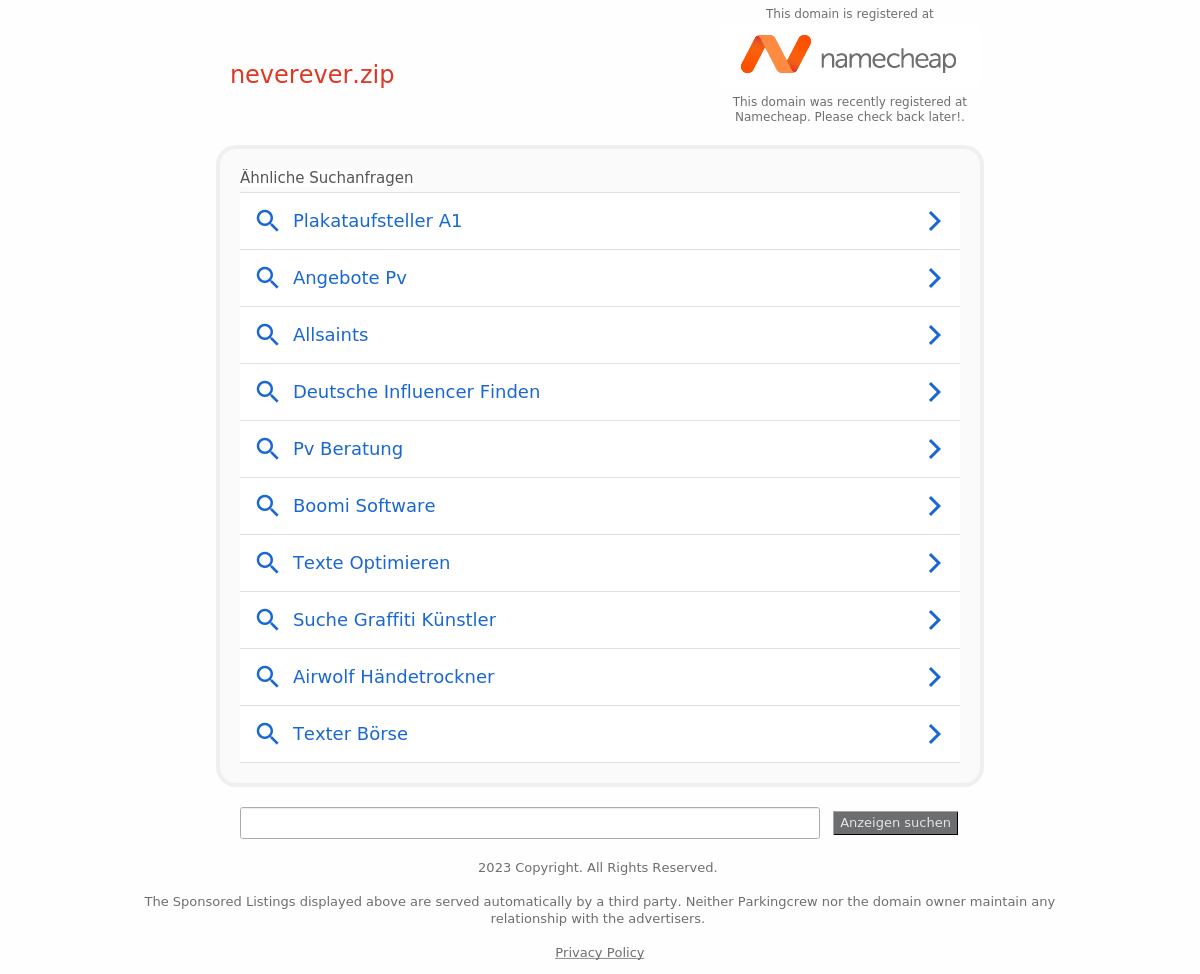 This domain is registered at
namecheap
neverever.zip
This domain was recently registered at
Namecheap. Please check back later!.
Ähnliche Suchanfragen
Plakataufsteller A1
Angebote Pv
Allsaints
Deutsche Influencer Finden
Pv Beratung
Boomi Software
Texte Optimieren
Suche Graffiti Künstler
Airwolf Händetrockner
Texter Börse
Anzeigen suchen
2023 Copyright. All Rights Reserved.
The Sponsored Listings displayed above are served automatically by a third party. Neither Parkingcrew nor the domain owner maintain any
relationship with the advertisers.
Privacy Policy